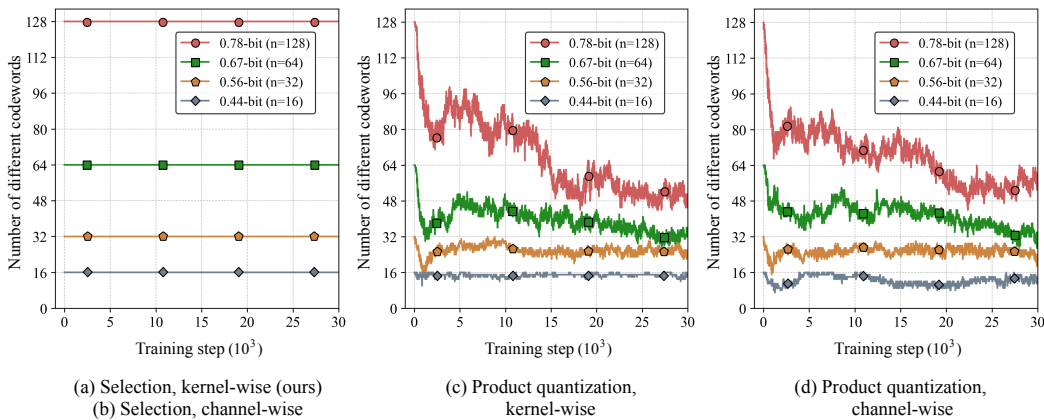 Number of different codewords
128
112
96
80
64
48
32
16
0
0.78-bit (n=128)
0.67-bit (n=64)
0.56-bit (n=32)
0.44-bit (n=16)
0 5 10 15 20 25 30
Training step (10³)
(a) Selection, kernel-wise (ours)
(b) Selection, channel-wise
Number of different codewords
128
112
96
80
64
48
32
16
0
0.78-bit (n=128)
0.67-bit (n=64)
0.56-bit (n=32)
0.44-bit (n=16)
0 5 10 15 20 25 30
Training step (10³)
(c) Product quantization,
kernel-wise
Number of different codewords
128
112
96
80
64
48
32
16
0
0.78-bit (n=128)
0.67-bit (n=64)
0.56-bit (n=32)
0.44-bit (n=16)
0 5 10 15 20 25 30
Training step (10³)
(d) Product quantization,
channel-wise